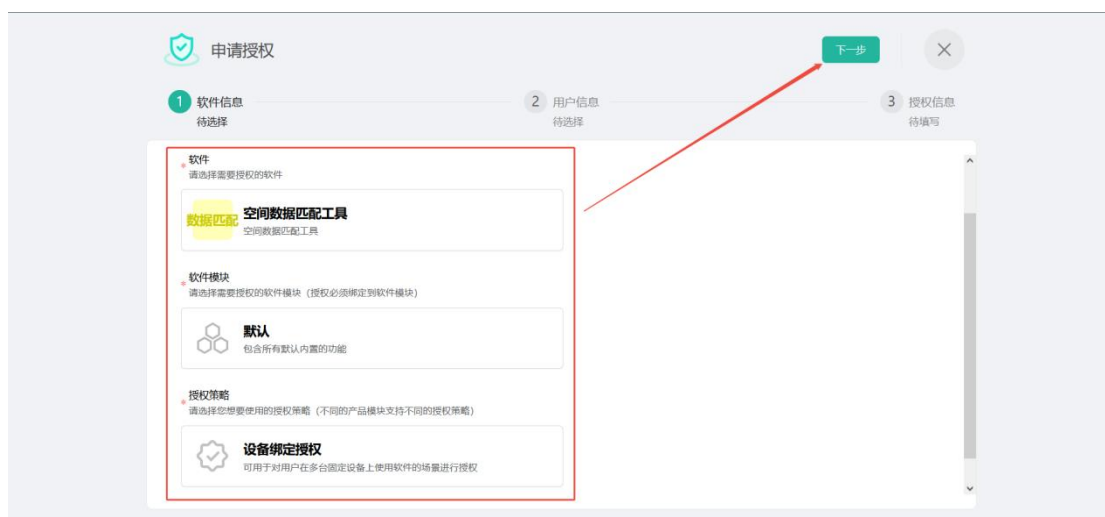 申请授权
下一步
1 软件信息
待选择
2 用户信息
待选择
3 授权信息
待填写
* 软件
请选择需要授权的软件
数据匹配
空间数据匹配工具
空间数据匹配工具
* 软件模块
请选择需要授权的软件模块（授权必须绑定到软件模块）
默认
包含所有默认内置的功能
* 授权策略
请选择您想要使用的授权策略（不同的产品模块支持不同的授权策略）
设备绑定授权
可用于对用户在多台固定设备上使用软件的场景进行授权